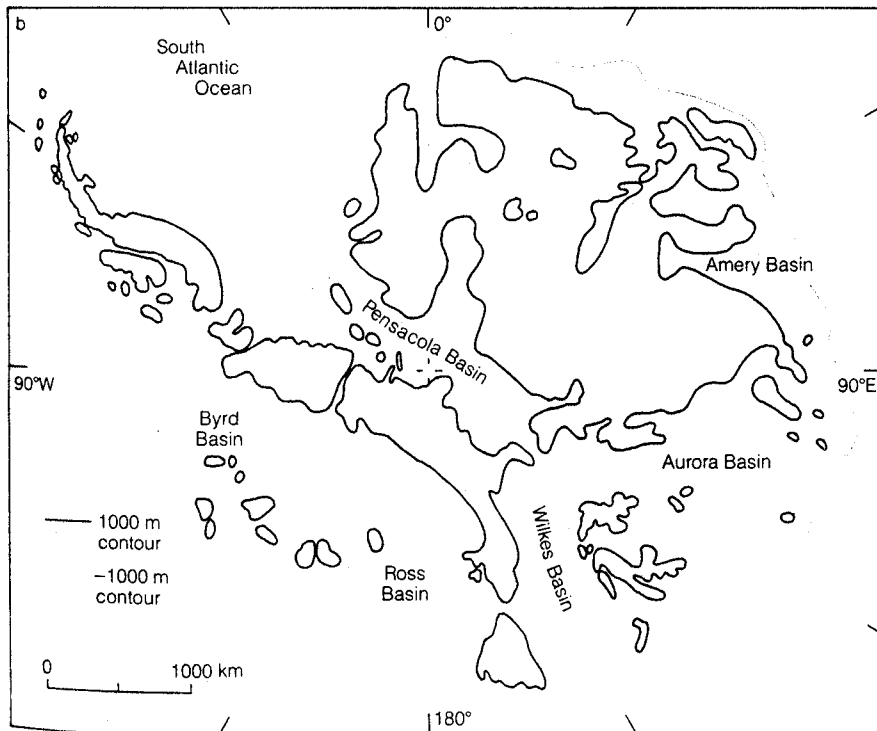 b
0°
South
Atlantic
Ocean
Amery Basin
Pensacola Basin
90°W
90°E
Byrd
Basin
Aurora Basin
1000 m
contour
Wilkes Basin
−1000 m
contour
Ross
Basin
0
1000 km
180°